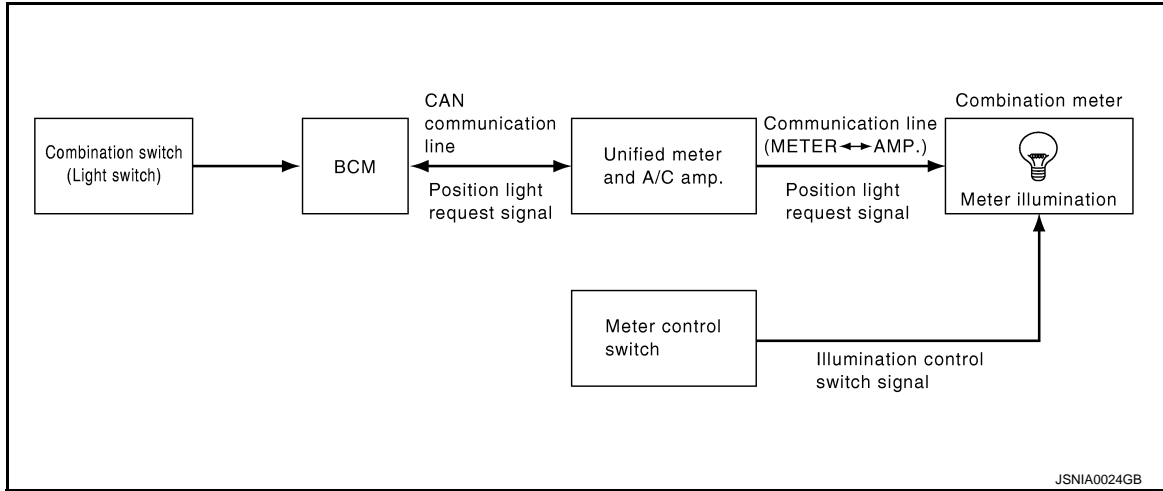 Combination switch
(Light switch)
BCM
CAN
communication
line
Position light
request signal
Unified meter
and A/C amp.
Communication line
(METER↔AMP.)
Position light
request signal
Combination meter
Meter illumination
Meter control
switch
Illumination control
switch signal
JSNIA0024GB